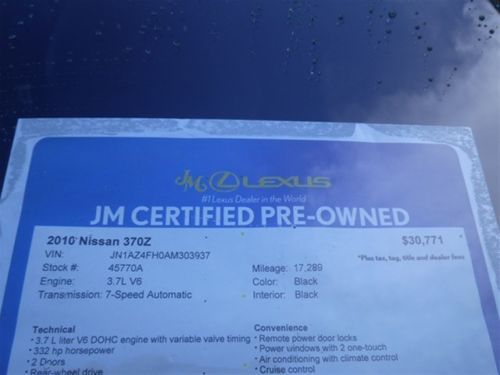 JM LEXUS
#1 Lexus Dealer in the World
JM CERTIFIED PRE-OWNED
2010 Nissan 370Z $30,771
VIN: JN1AZ4FH0AM303937 *Plus tax, tag, title and dealer fees
Stock #: 45770A Mileage: 17,289
Engine: 3.7L V6 Color: Black
Transmission: 7-Speed Automatic Interior: Black
Technical
• 3.7 L liter V6 DOHC engine with variable valve timing
• 332 hp horsepower
• 2 Doors
• Rear-wheel drive
Convenience
• Remote power door locks
• Power windows with 2 one-touch
• Air conditioning with climate control
• Cruise control